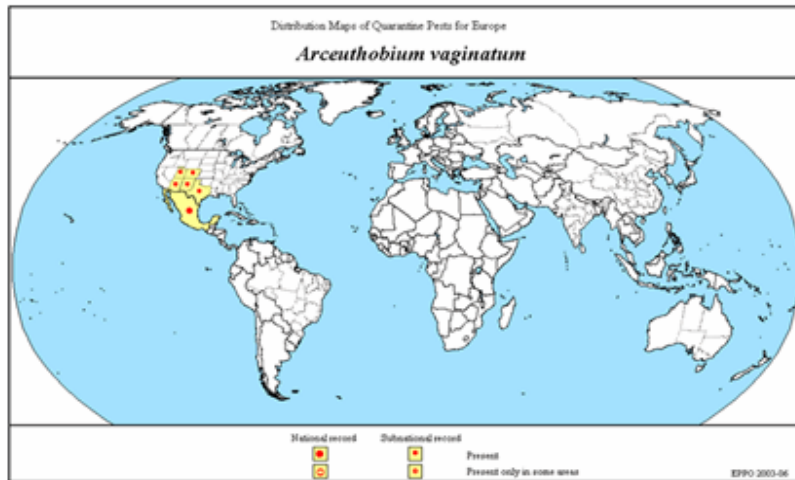 Distribution Maps of Quarantine Pests for Europe
Arceuthobium vaginatum
National record Subnational record
Present
Present only in some areas
EPPO 2003-06